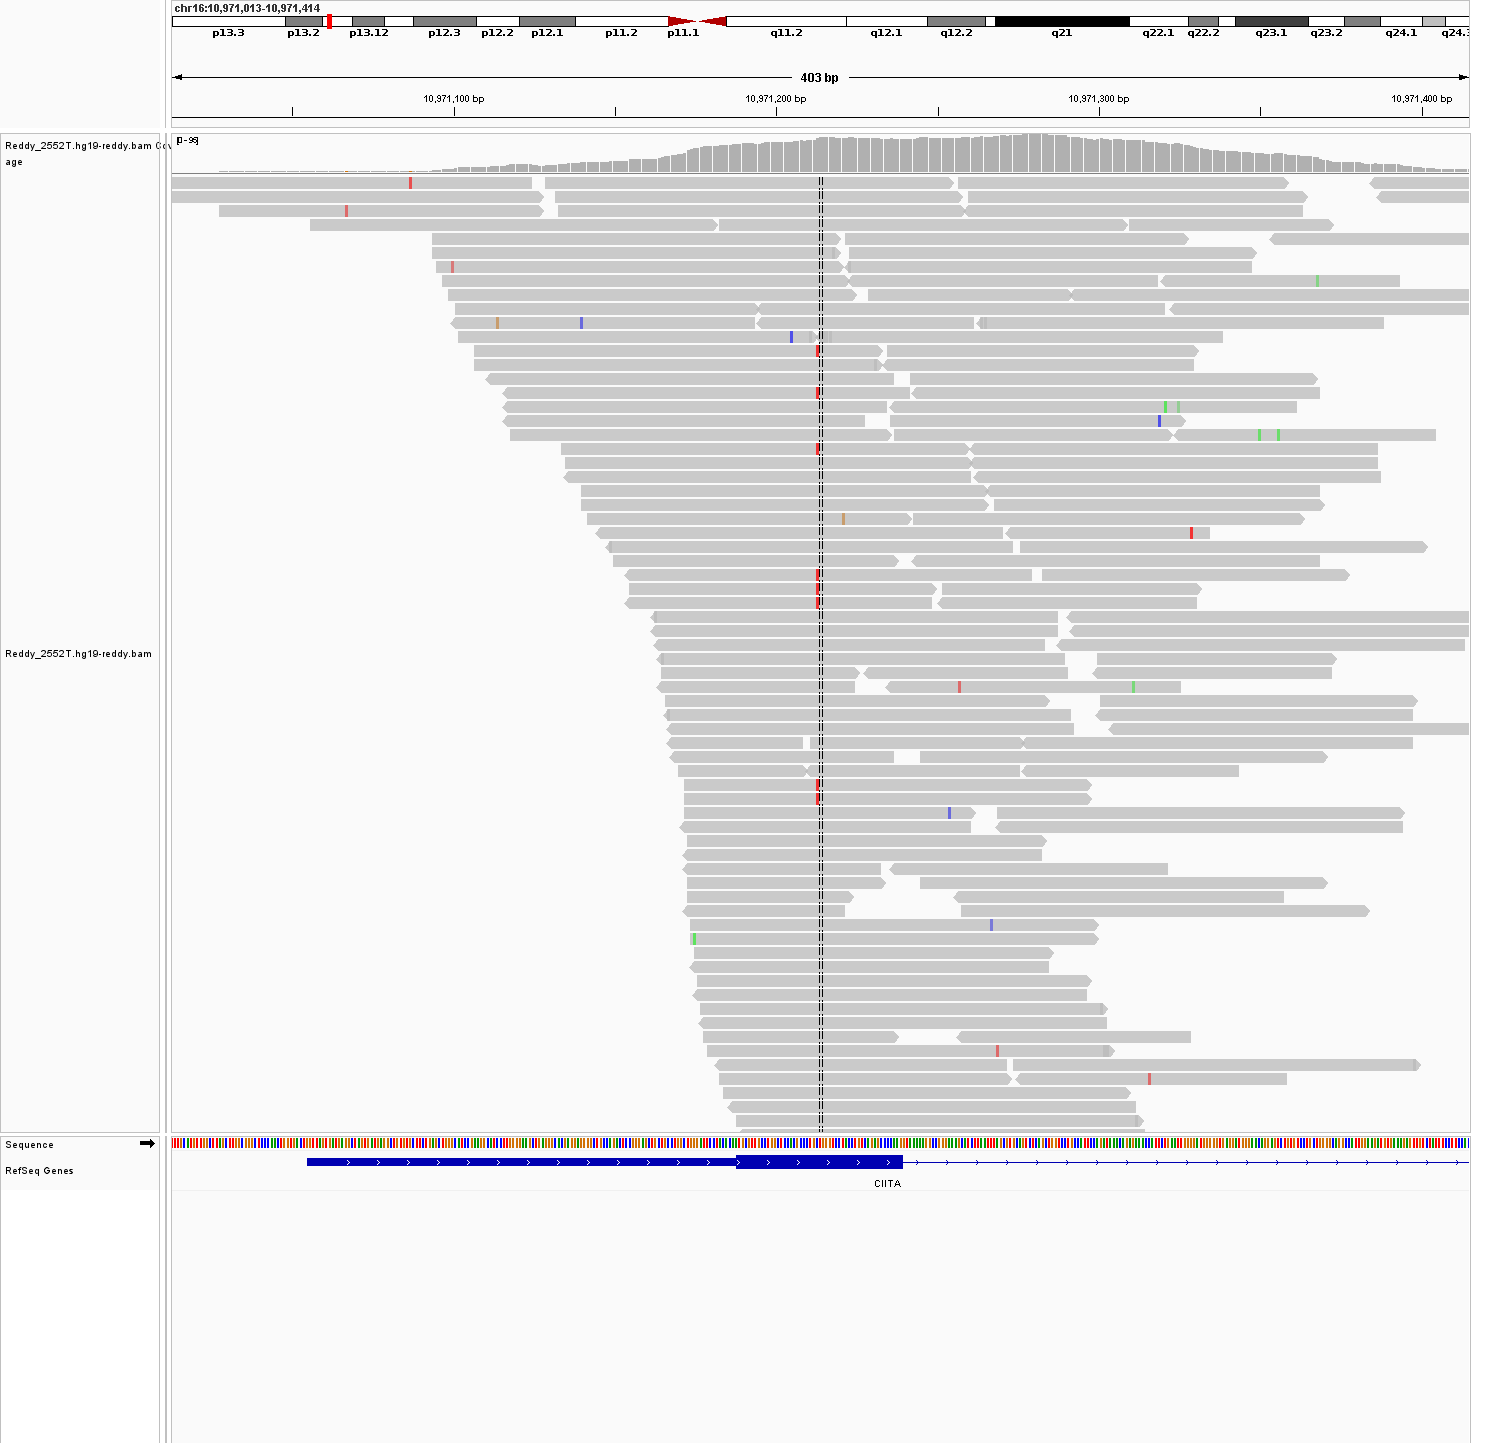 chr16:10,971,013-10,971,414
p13.3 p13.2 p13.12 p12.3 p12.2 p12.1 p11.2 p11.1 q11.2 q12.1 q12.2 q21 q22.1 q22.2 q23.1 q23.2 q24.1 q24.3
403 bp
10,971,100 bp 10,971,200 bp 10,971,300 bp 10,971,400 bp
Reddy_2552T.hg19-reddy.bam Cov
age
Reddy_2552T.hg19-reddy.bam
Sequence
RefSeq Genes
CIITA